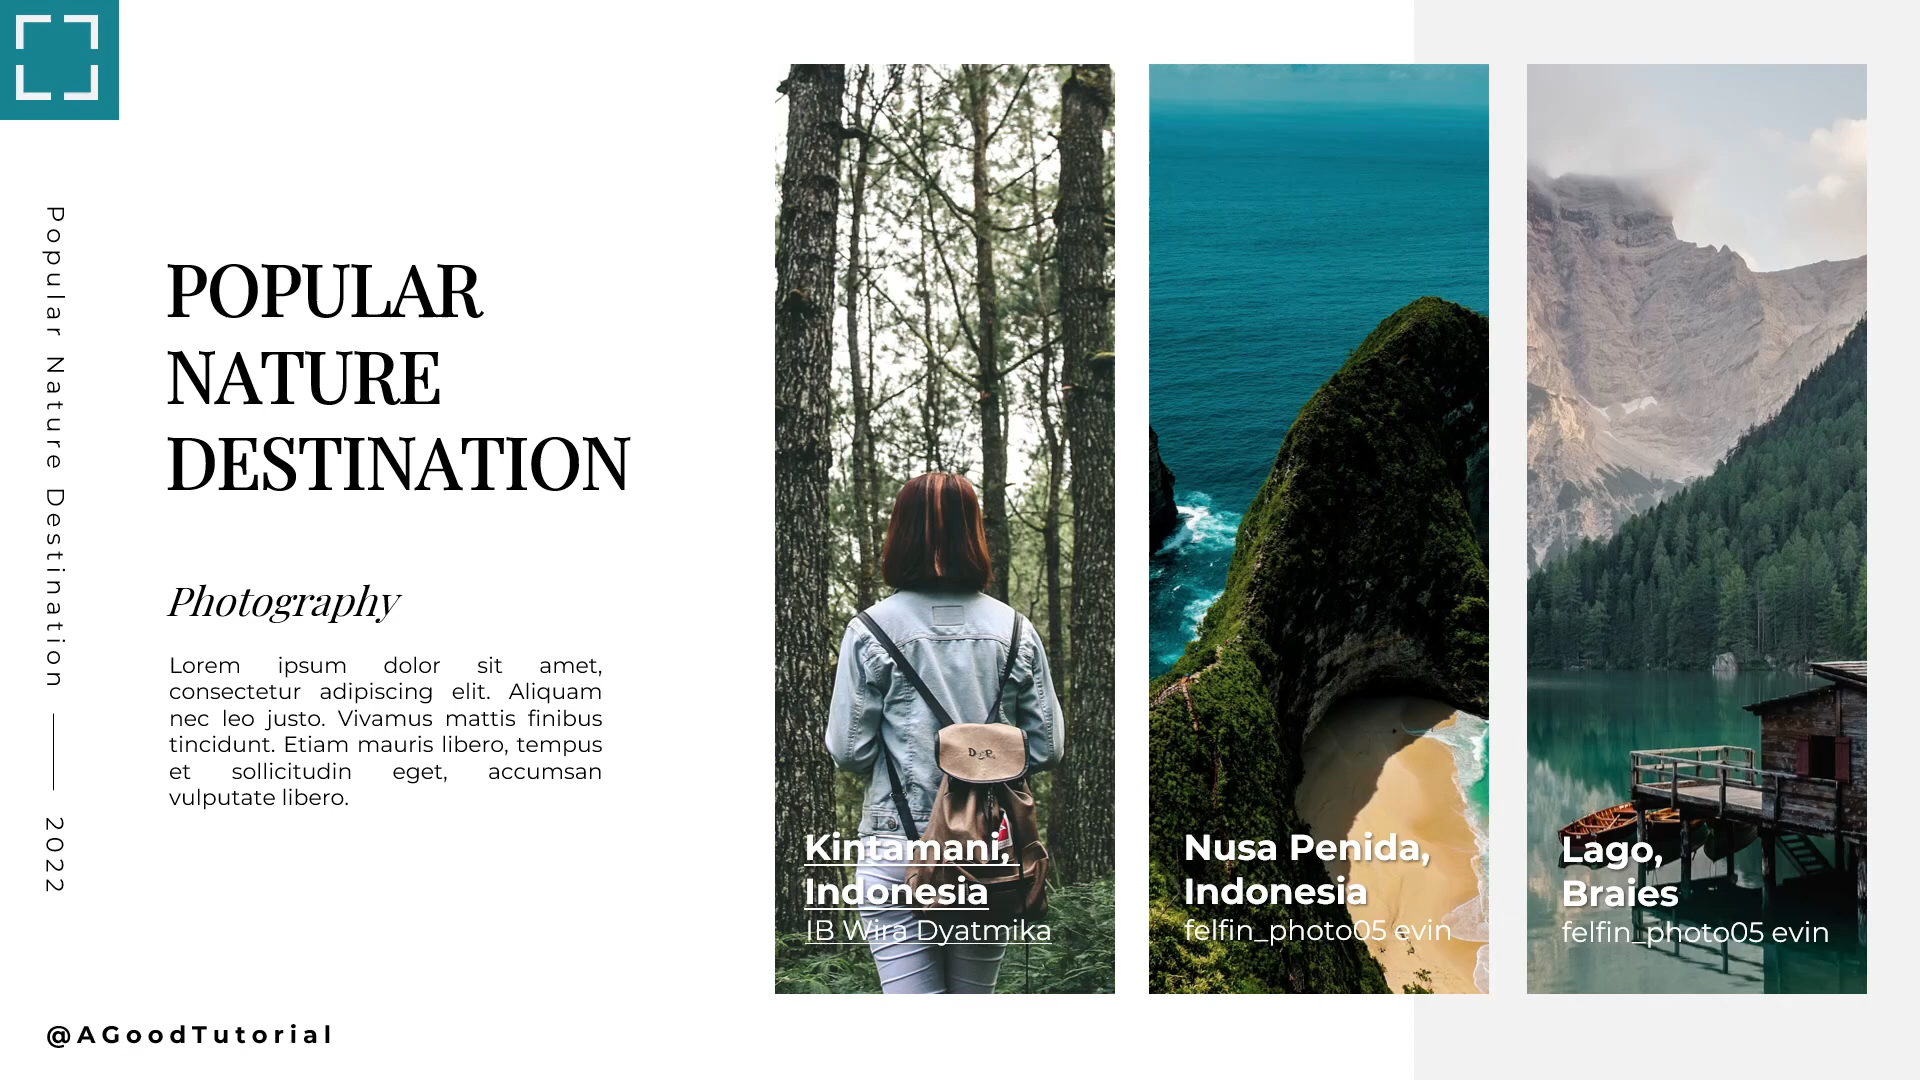 Popular Nature Destination
2022
POPULAR
NATURE
DESTINATION
Photography
Lorem ipsum dolor sit amet,
consectetur adipiscing elit. Aliquam
nec leo justo. Vivamus mattis finibus
tincidunt. Etiam mauris libero, tempus
et sollicitudin eget, accumsan
vulputate libero.
Kintamani,
Indonesia
IB Wira Dyatmika
Nusa Penida,
Indonesia
felfin_photo05 evin
Lago,
Braies
felfin_photo05 evin
@AGoodTutorial